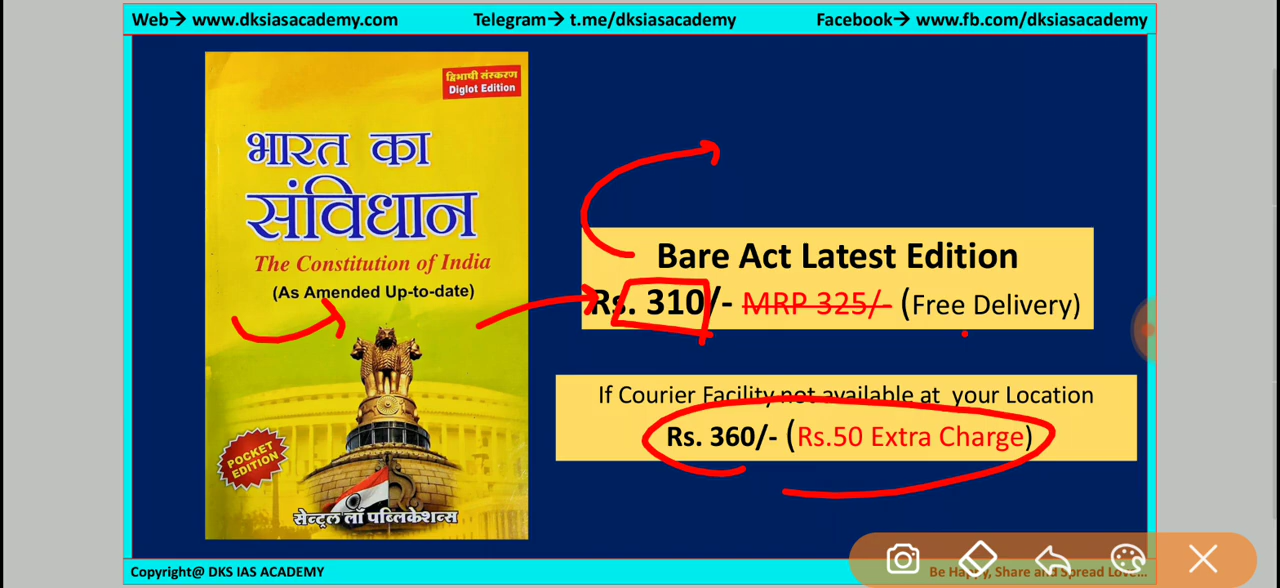 Web→ www.dksiasacademy.com Telegram→ t.me/dksiasacademy Facebook→ www.fb.com/dksiasacademy
द्विभाषी संस्करण
Diglot Edition
भारत का
संविधान
The Constitution of India
(As Amended Up-to-date)
POCKET
EDITION
सेन्ट्रल लॉ पब्लिकेशन्स
Bare Act Latest Edition
Rs. 310/- MRP 325/- (Free Delivery)
If Courier Facility not available at your Location
Rs. 360/- (Rs.50 Extra Charge)
Copyright@ DKS IAS ACADEMY
Be Happy, Share and Spread Love...